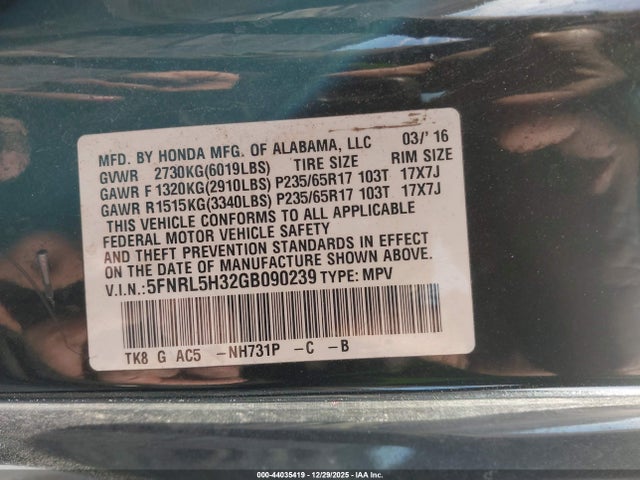 MFD. BY HONDA MFG. OF ALABAMA, LLC 03/'16
GVWR 2730KG(6019LBS) TIRE SIZE RIM SIZE
GAWR F 1320KG(2910LBS) P235/65R17 103T 17X7J
GAWR R1515KG(3340LBS) P235/65R17 103T 17X7J
THIS VEHICLE CONFORMS TO ALL APPLICABLE
FEDERAL MOTOR VEHICLE SAFETY
AND THEFT PREVENTION STANDARDS IN EFFECT
ON THE DATE OF MANUFACTURE SHOWN ABOVE.
V.I.N.:5FNRL5H32GB090239 TYPE: MPV
TK8 G AC5 -NH731P -C -B
000-44035419 - 12/29/2025 - IAA Inc.